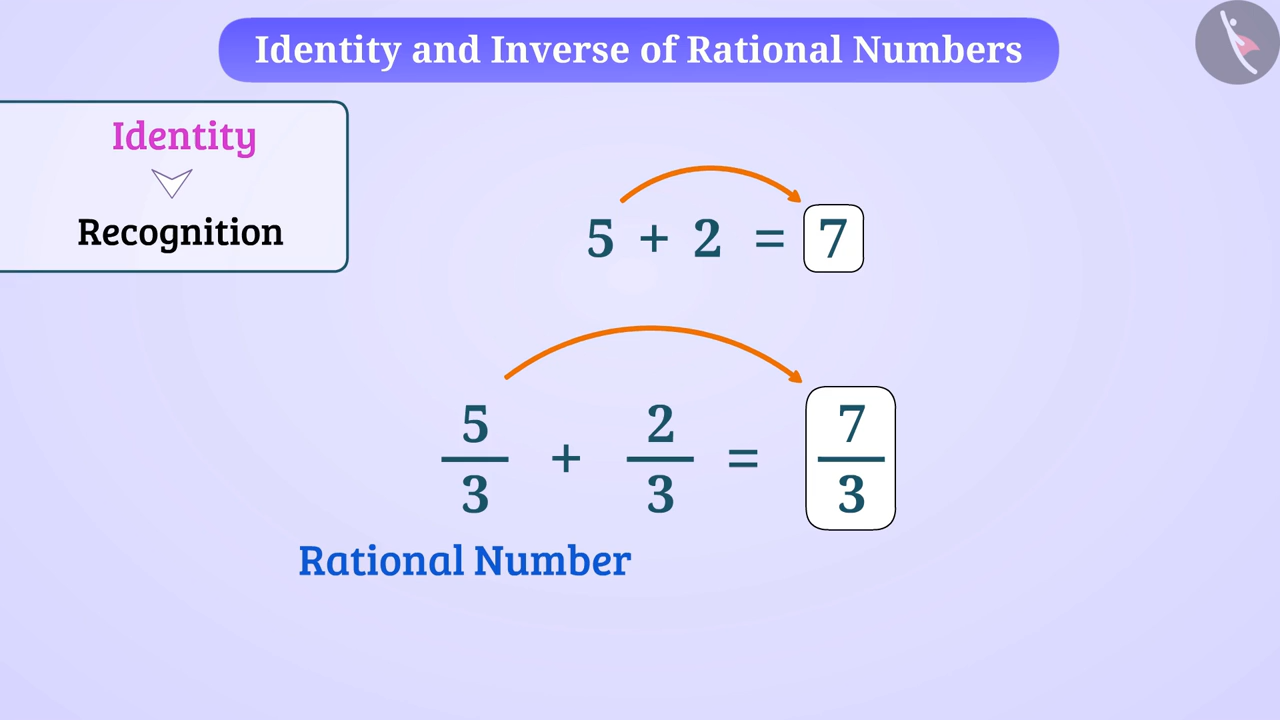 Identity and Inverse of Rational Numbers
Identity
Recognition
5 + 2 = 7
5/3 + 2/3 = 7/3
Rational Number